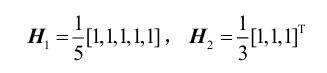 H₁ = 1/5 [1,1,1,1,1] , H₂ = 1/3 [1,1,1]ᵀ